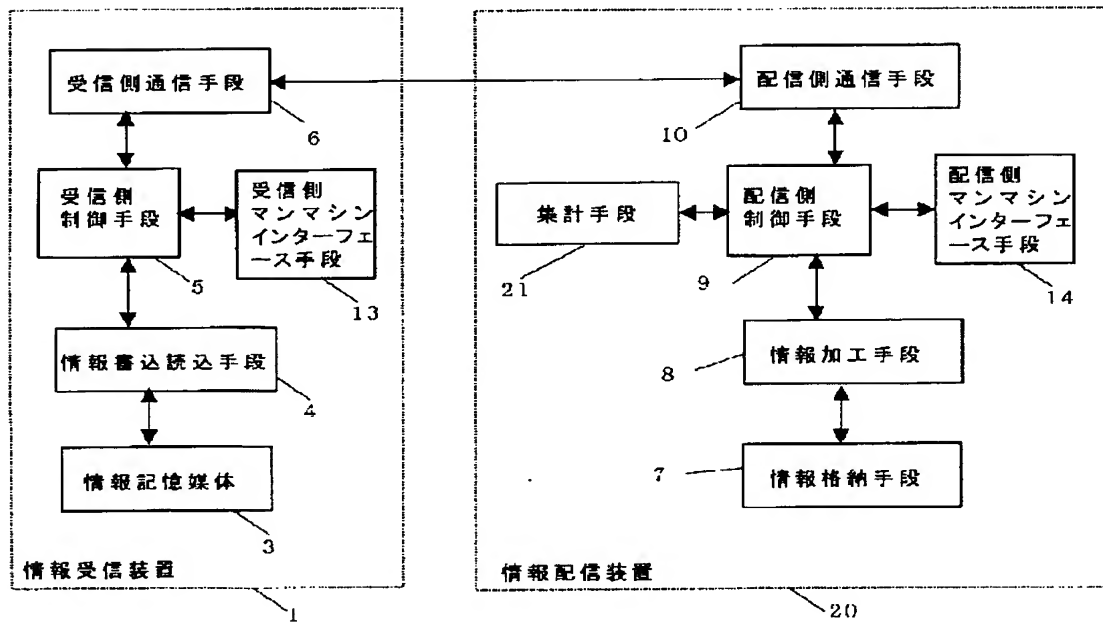 受信側通信手段
6
受信側
制御手段
5
受信側
マンマシン
インターフェ
ース手段
13
情報書込読込手段
4
情報記憶媒体
3
情報受信装置
1
配信側通信手段
10
集計手段
21
配信側
制御手段
9
配信側
マンマシン
インターフェ
ース手段
14
情報加工手段
8
情報格納手段
7
情報配信装置
20